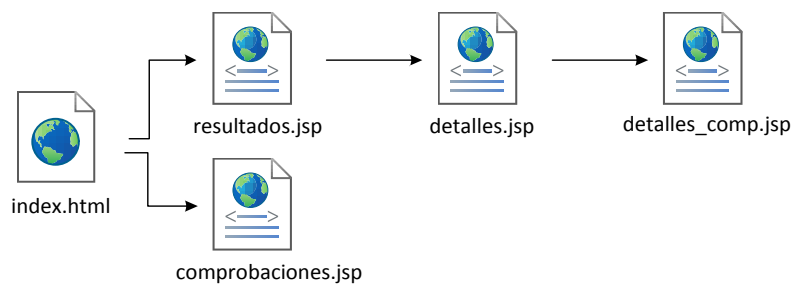 resultados.jsp
detalles.jsp
detalles_comp.jsp
index.html
comprobaciones.jsp